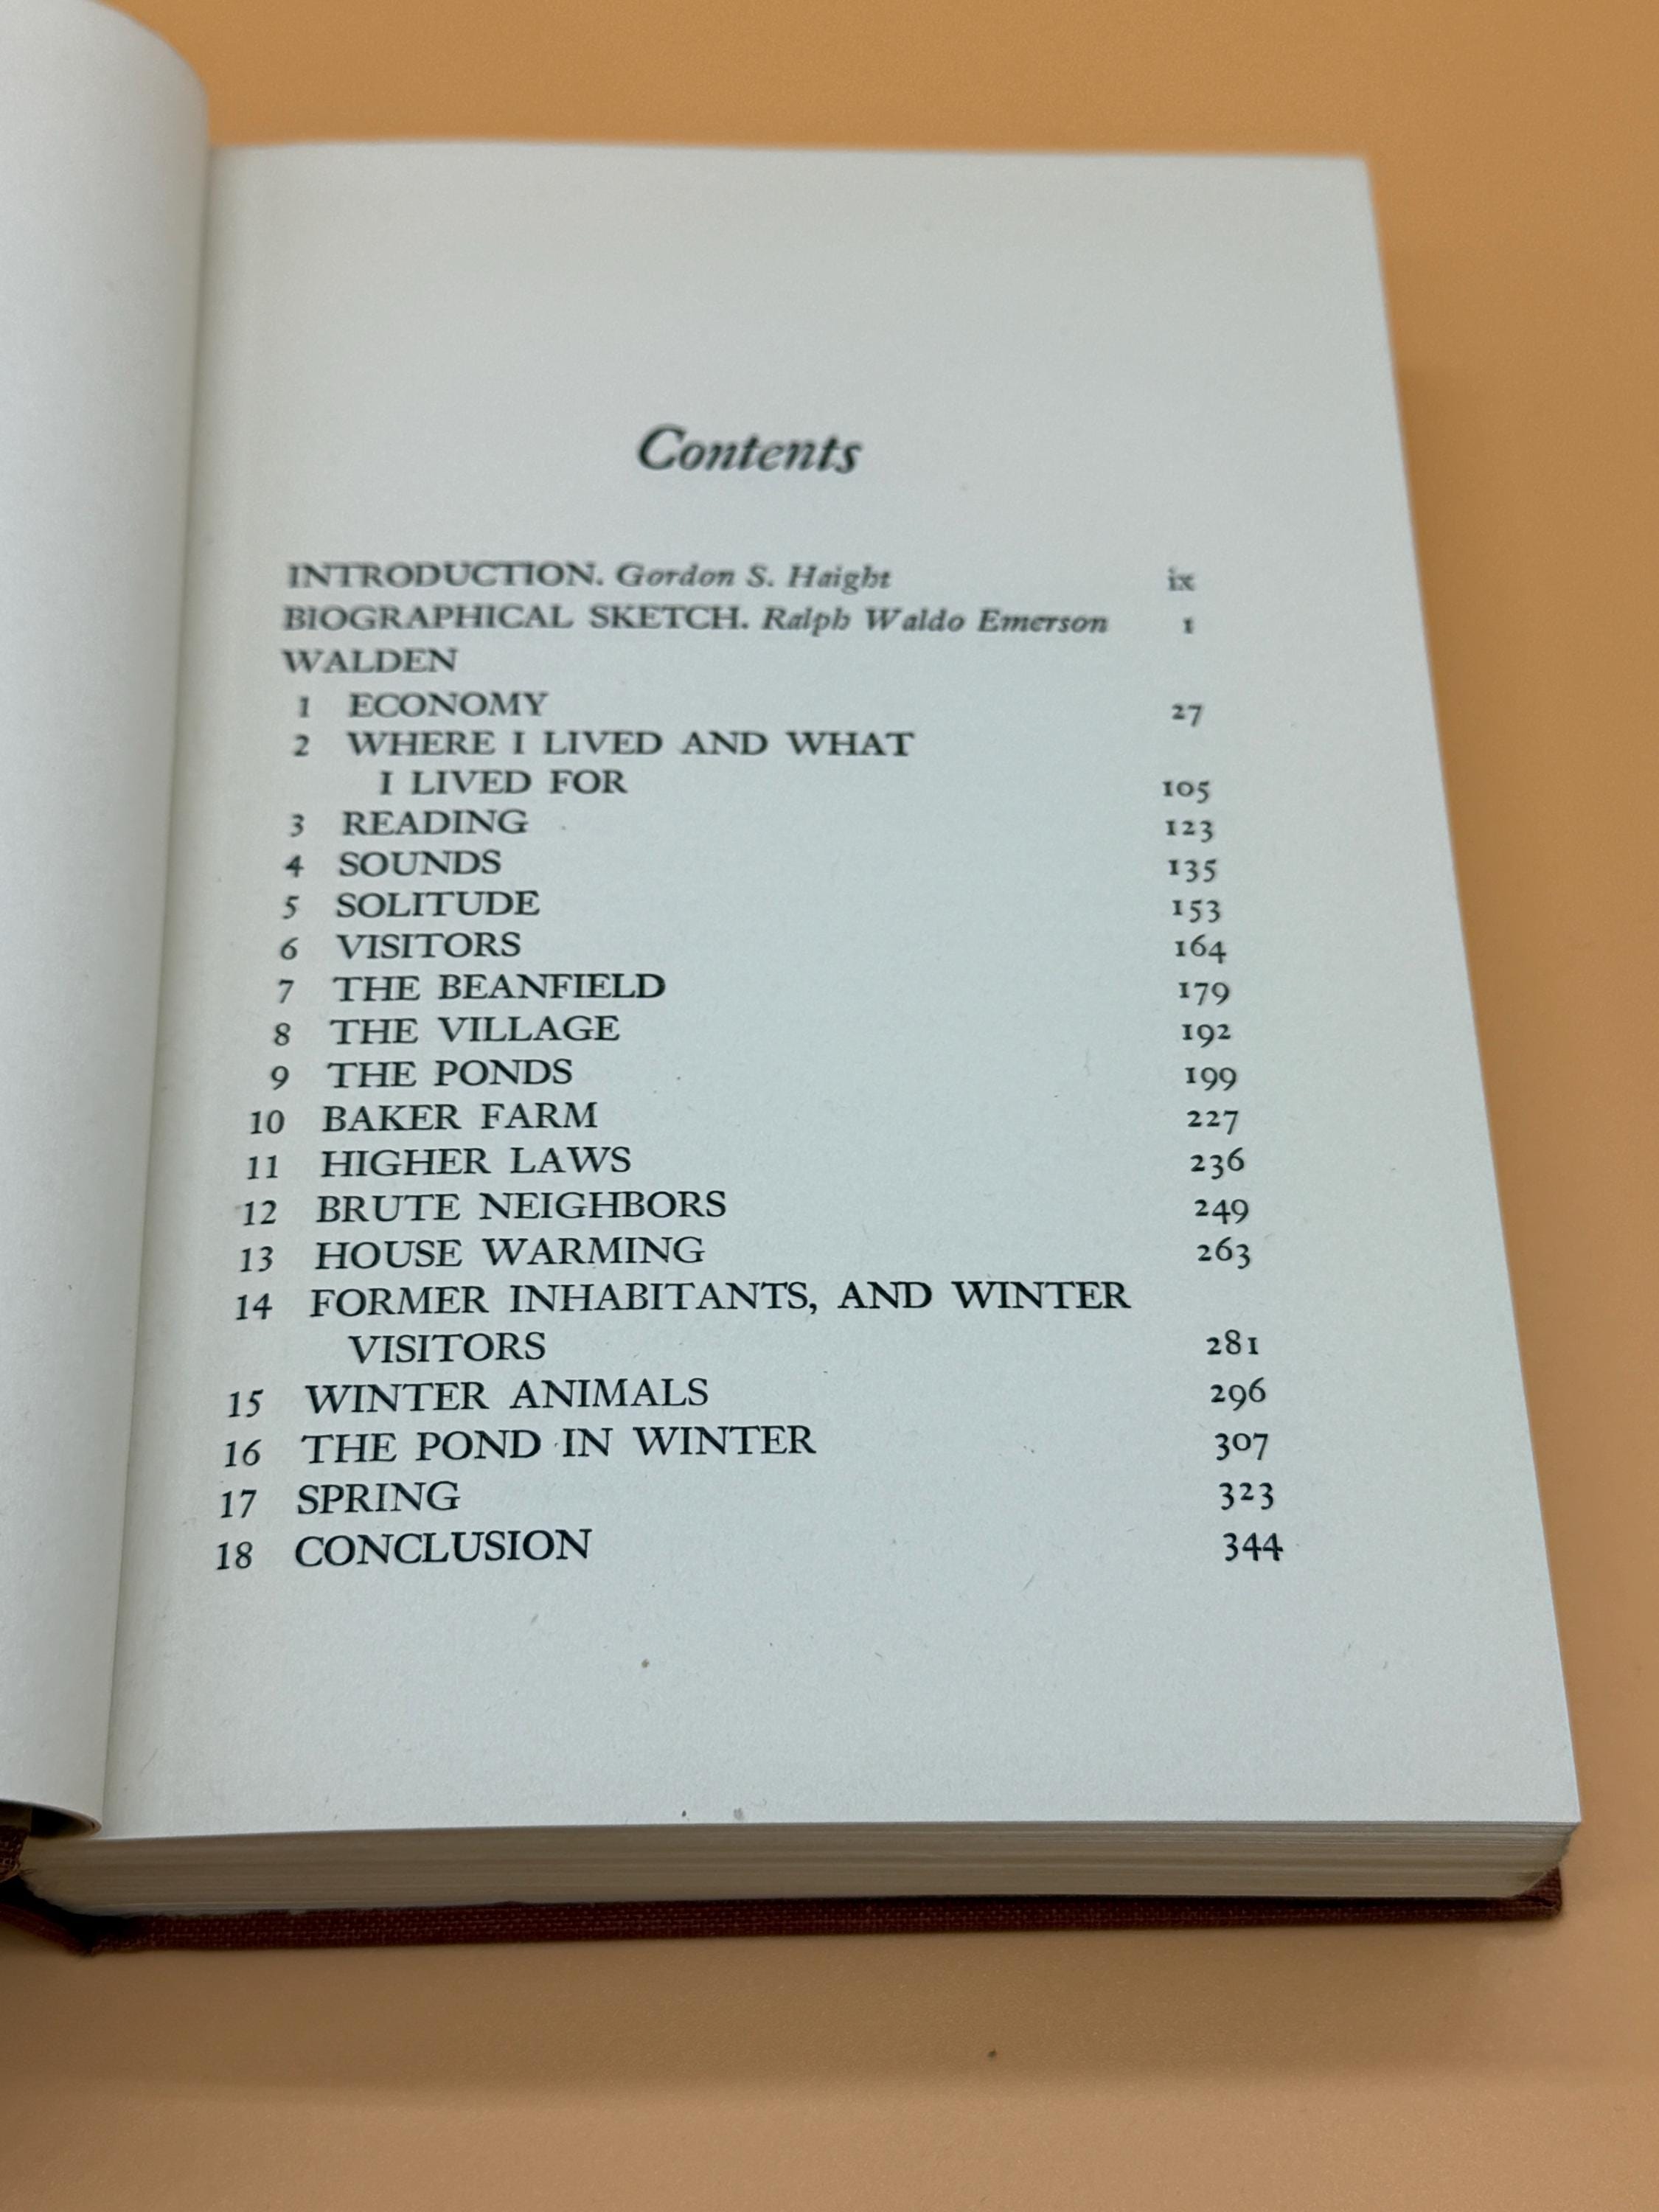 Contents
INTRODUCTION. Gordon S. Haight ix
BIOGRAPHICAL SKETCH. Ralph Waldo Emerson 1
WALDEN
1 ECONOMY 27
2 WHERE I LIVED AND WHAT
I LIVED FOR 105
3 READING 123
4 SOUNDS 135
5 SOLITUDE 153
6 VISITORS 164
7 THE BEANFIELD 179
8 THE VILLAGE 192
9 THE PONDS 199
10 BAKER FARM 227
11 HIGHER LAWS 236
12 BRUTE NEIGHBORS 249
13 HOUSE WARMING 263
14 FORMER INHABITANTS, AND WINTER
VISITORS 281
15 WINTER ANIMALS 296
16 THE POND IN WINTER 307
17 SPRING 323
18 CONCLUSION 344